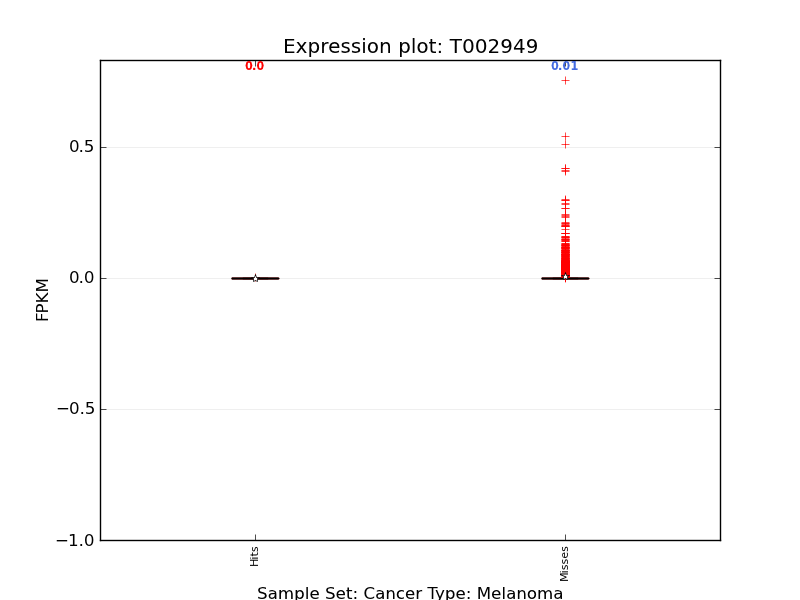 Expression plot: T002949
0.0
0.01
0.5
0.0
−0.5
−1.0
FPKM
Hits
Misses
Sample Set: Cancer Type: Melanoma